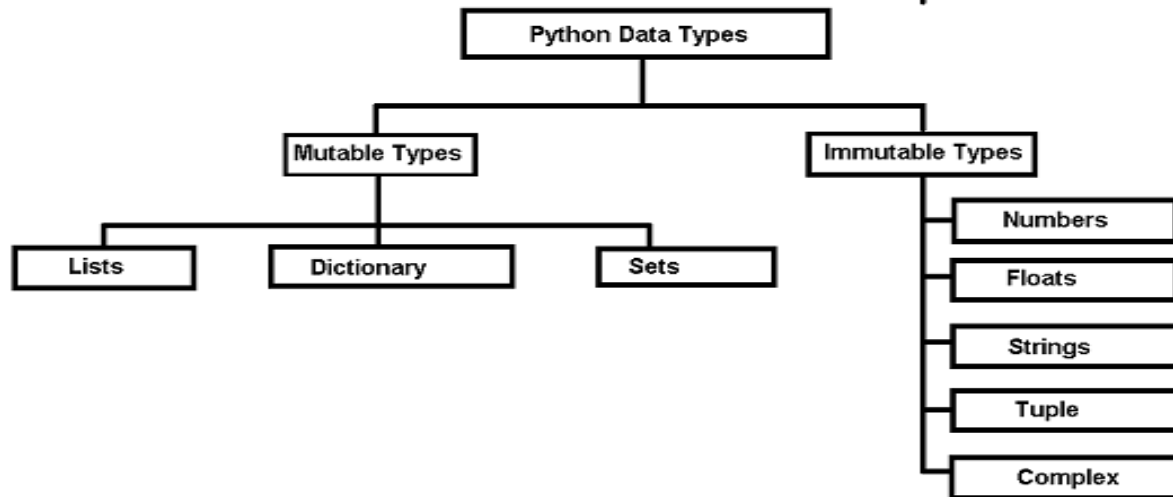 Python Data Types
Mutable Types
Immutable Types
Lists
Dictionary
Sets
Numbers
Floats
Strings
Tuple
Complex